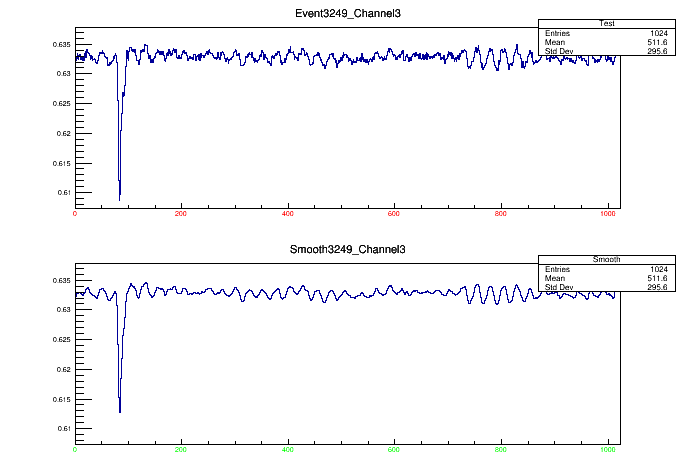 Event3249_Channel3
Test
Entries 1024
Mean 511.6
Std Dev 295.6
0.635
0.63
0.625
0.62
0.615
0.61
0 200 400 600 800 1000
Smooth3249_Channel3
Smooth
Entries 1024
Mean 511.6
Std Dev 295.6
0.635
0.63
0.625
0.62
0.615
0.61
0 200 400 600 800 1000